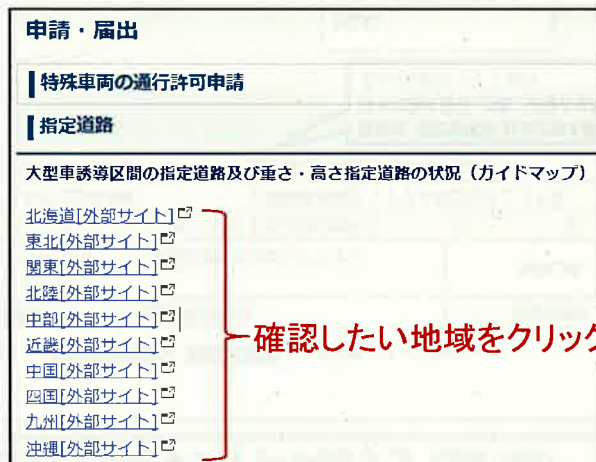 申請・届出
特殊車両の通行許可申請
指定道路
大型車誘導区間の指定道路及び重さ・高さ指定道路の状況（ガイドマップ）
北海道[外部サイト]
東北[外部サイト]
関東[外部サイト]
北陸[外部サイト]
中部[外部サイト]
近畿[外部サイト]
中国[外部サイト]
四国[外部サイト]
九州[外部サイト]
沖縄[外部サイト]
確認したい地域をクリック